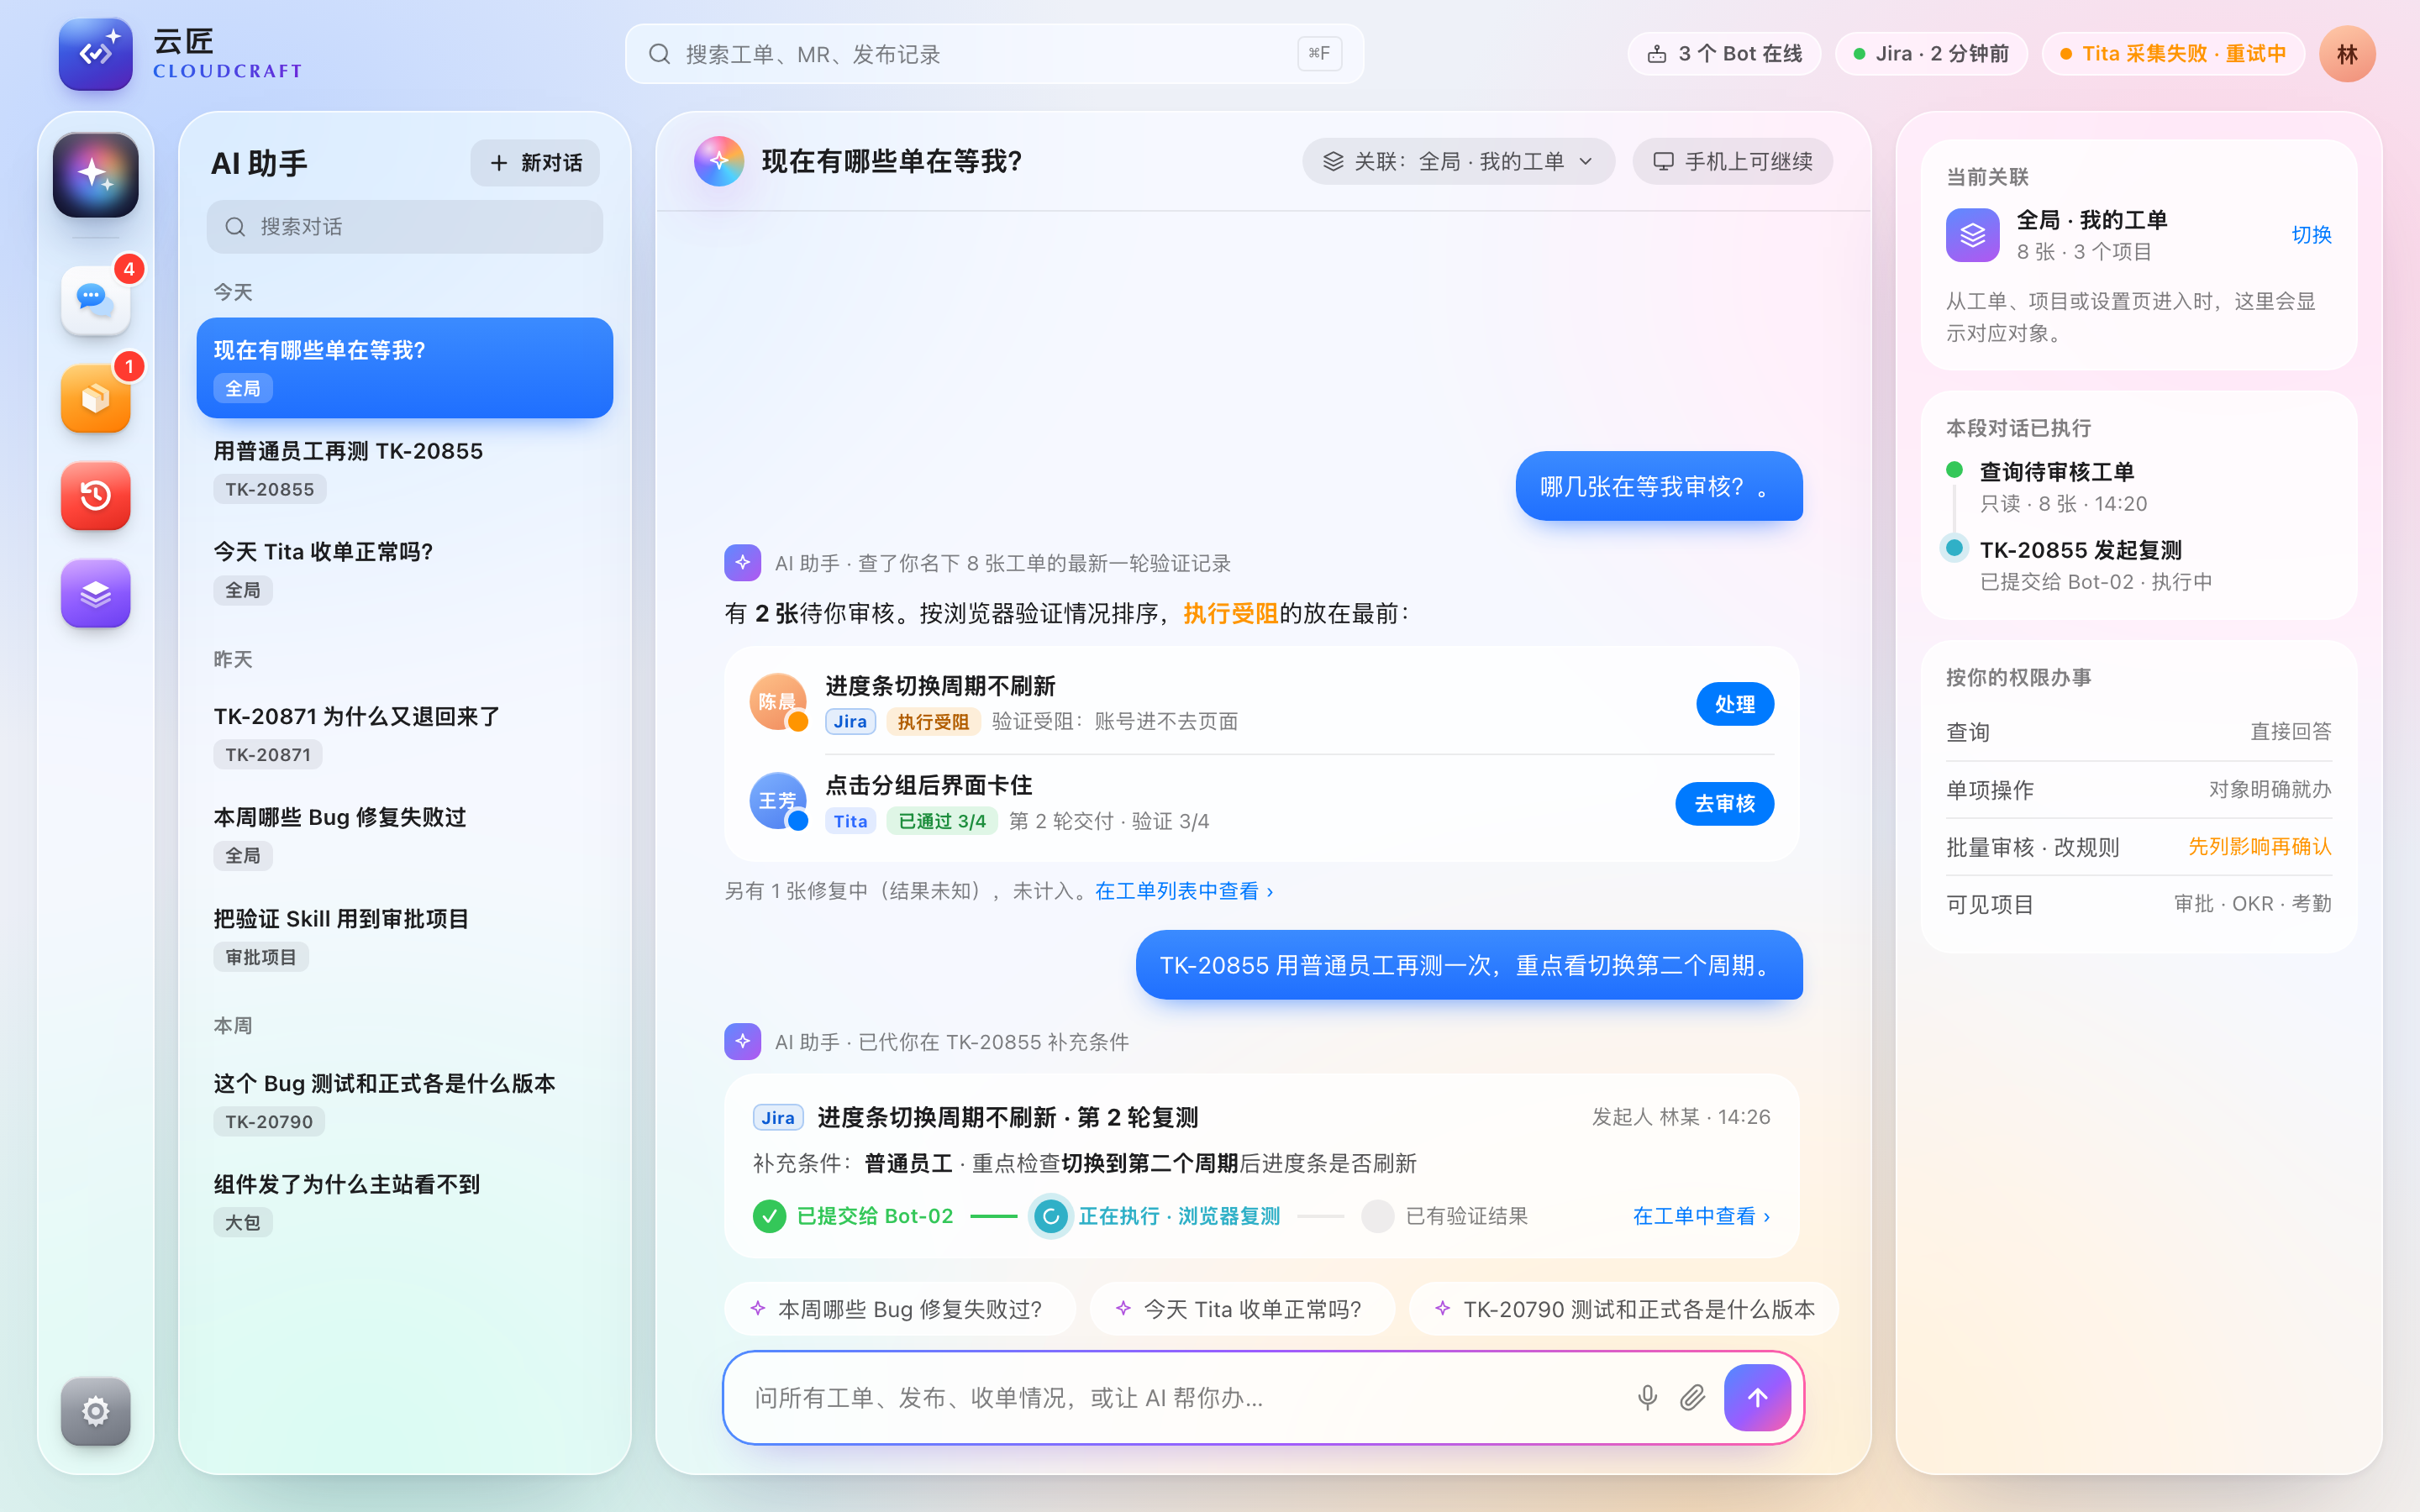 云匠
CLOUDCRAFT
搜索工单、MR、发布记录
⌘F
3 个 Bot 在线
Jira · 2 分钟前
Tita 采集失败 · 重试中
林
4
1
AI 助手
新对话
搜索对话
今天
现在有哪些单在等我？
全局
用普通员工再测 TK-20855
TK-20855
今天 Tita 收单正常吗？
全局
昨天
TK-20871 为什么又退回来了
TK-20871
本周哪些 Bug 修复失败过
全局
把验证 Skill 用到审批项目
审批项目
本周
这个 Bug 测试和正式各是什么版本
TK-20790
组件发了为什么主站看不到
大包
现在有哪些单在等我？
关联：全局 · 我的工单
手机上可继续
哪几张在等我审核？。
AI 助手 · 查了你名下 8 张工单的最新一轮验证记录
有 2 张待你审核。按浏览器验证情况排序，执行受阻的放在最前：
陈晨
进度条切换周期不刷新
Jira 执行受阻 验证受阻：账号进不去页面
处理
王芳
点击分组后界面卡住
Tita 已通过 3/4 第 2 轮交付 · 验证 3/4
去审核
另有 1 张修复中（结果未知），未计入。在工单列表中查看 ›
TK-20855 用普通员工再测一次，重点看切换第二个周期。
AI 助手 · 已代你在 TK-20855 补充条件
Jira 进度条切换周期不刷新 · 第 2 轮复测
发起人 林某 · 14:26
补充条件：普通员工 · 重点检查切换到第二个周期后进度条是否刷新
已提交给 Bot-02
正在执行 · 浏览器复测
已有验证结果
在工单中查看 ›
本周哪些 Bug 修复失败过？
今天 Tita 收单正常吗？
TK-20790 测试和正式各是什么版本
问所有工单、发布、收单情况，或让 AI 帮你办...
当前关联
全局 · 我的工单
8 张 · 3 个项目
切换
从工单、项目或设置页进入时，这里会显
示对应对象。
本段对话已执行
查询待审核工单
只读 · 8 张 · 14:20
TK-20855 发起复测
已提交给 Bot-02 · 执行中
按你的权限办事
查询 直接回答
单项操作 对象明确就办
批量审核 · 改规则 先列影响再确认
可见项目 审批 · OKR · 考勤